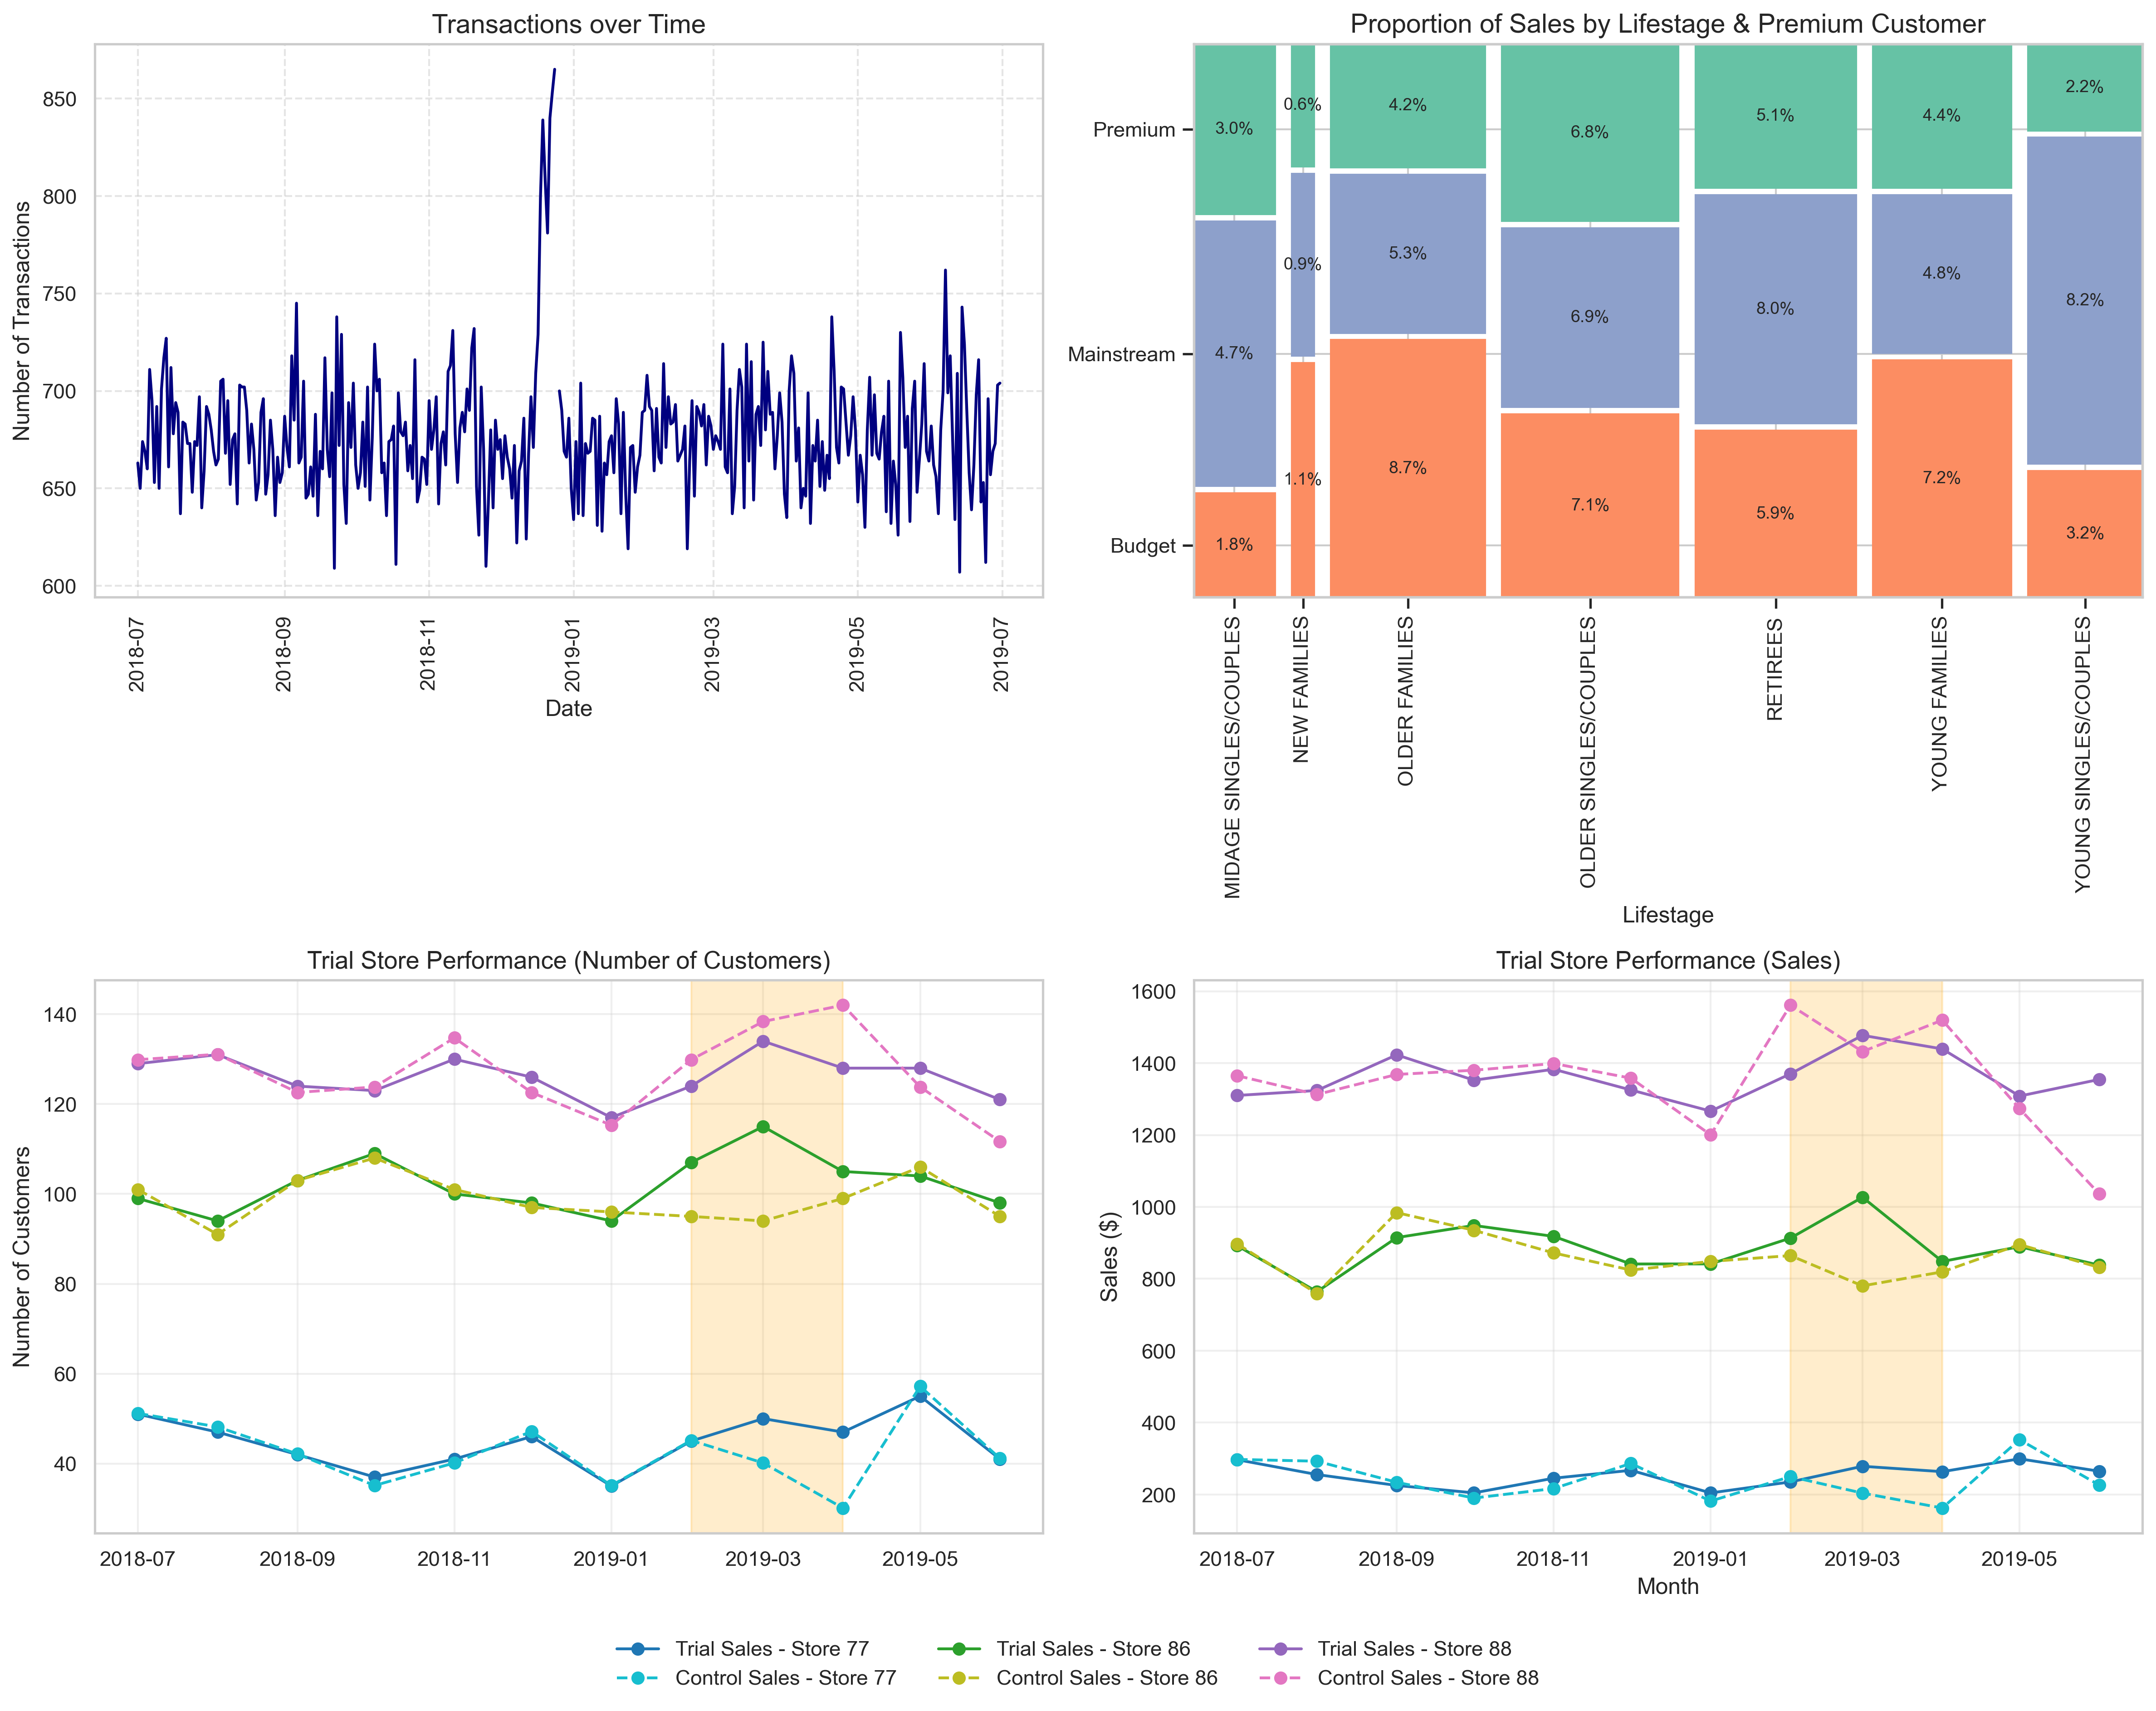 Transactions over Time
Number of Transactions
850
800
750
700
650
600
2018-07
2018-09
2018-11
2019-01
2019-03
2019-05
2019-07
Date
Proportion of Sales by Lifestage & Premium Customer
Premium
Mainstream
Budget
3.0%
0.6%
4.2%
6.8%
5.1%
4.4%
2.2%
4.7%
0.9%
5.3%
6.9%
8.0%
4.8%
8.2%
1.8%
1.1%
8.7%
7.1%
5.9%
7.2%
3.2%
MIDAGE SINGLES/COUPLES
NEW FAMILIES
OLDER FAMILIES
OLDER SINGLES/COUPLES
RETIREES
YOUNG FAMILIES
YOUNG SINGLES/COUPLES
Lifestage
Trial Store Performance (Number of Customers)
Number of Customers
140
120
100
80
60
40
2018-07
2018-09
2018-11
2019-01
2019-03
2019-05
Trial Store Performance (Sales)
Sales ($)
1600
1400
1200
1000
800
600
400
200
2018-07
2018-09
2018-11
2019-01
2019-03
2019-05
Month
Trial Sales - Store 77
Control Sales - Store 77
Trial Sales - Store 86
Control Sales - Store 86
Trial Sales - Store 88
Control Sales - Store 88